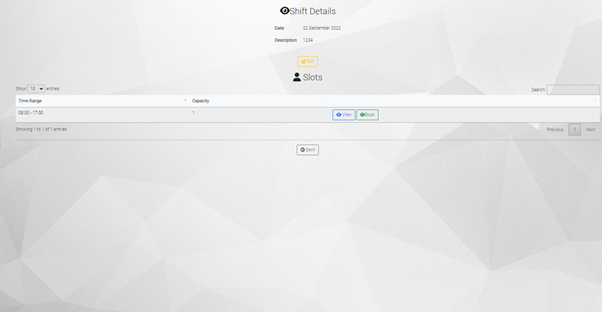 Shift Details
Date: 22 September 2022
Description: 1234
Edit
Slots
Show 10 entries
Search:
Time Range Capacity
08:30 - 17:00 1 View Book
Showing 1 to 1 of 1 entries
Previous 1 Next
Back